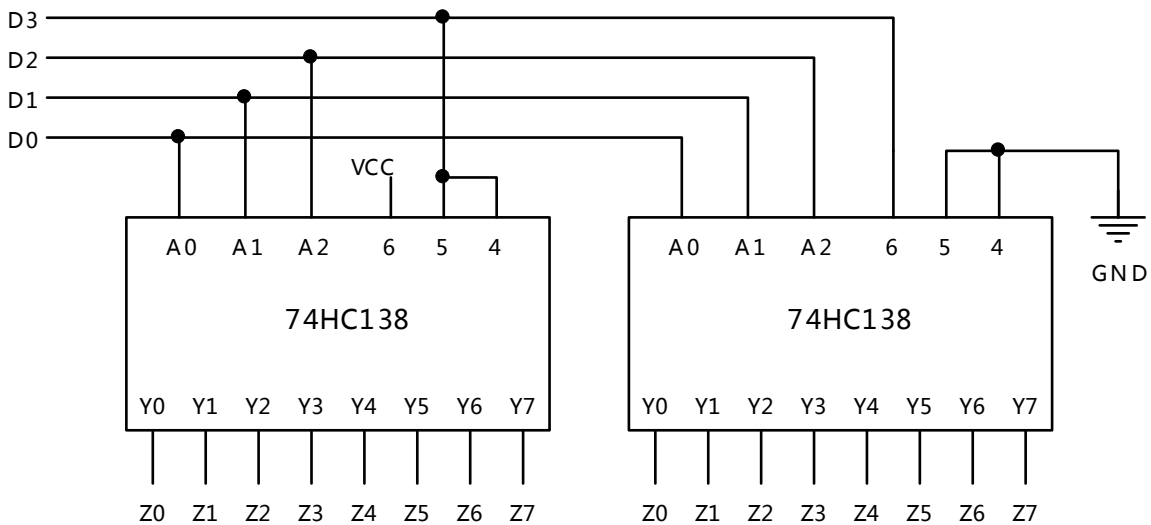 D3
D2
D1
D0
VCC
A0 A1 A2 6 5 4
A0 A1 A2 6 5 4
GND
74HC138
74HC138
Y0 Y1 Y2 Y3 Y4 Y5 Y6 Y7
Y0 Y1 Y2 Y3 Y4 Y5 Y6 Y7
Z0 Z1 Z2 Z3 Z4 Z5 Z6 Z7
Z0 Z1 Z2 Z3 Z4 Z5 Z6 Z7